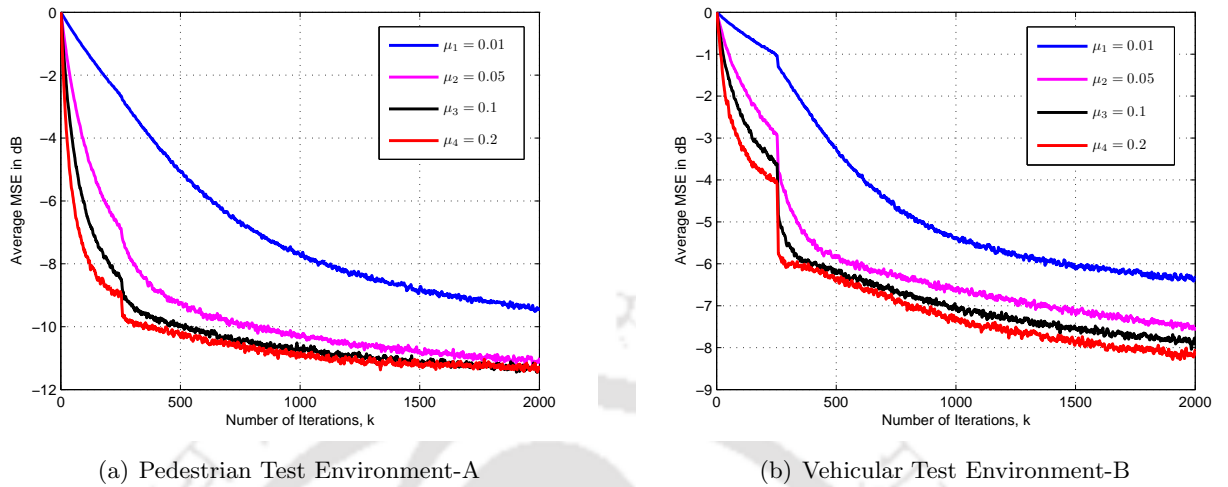 0
−2
−4
−6
−8
−10
−12
0
500
1000
1500
2000
Average MSE in dB
Number of Iterations, k
μ₁ = 0.01
μ₂ = 0.05
μ₃ = 0.1
μ₄ = 0.2
(a) Pedestrian Test Environment-A
0
−1
−2
−3
−4
−5
−6
−7
−8
−9
0
500
1000
1500
2000
Average MSE in dB
Number of Iterations, k
μ₁ = 0.01
μ₂ = 0.05
μ₃ = 0.1
μ₄ = 0.2
(b) Vehicular Test Environment-B